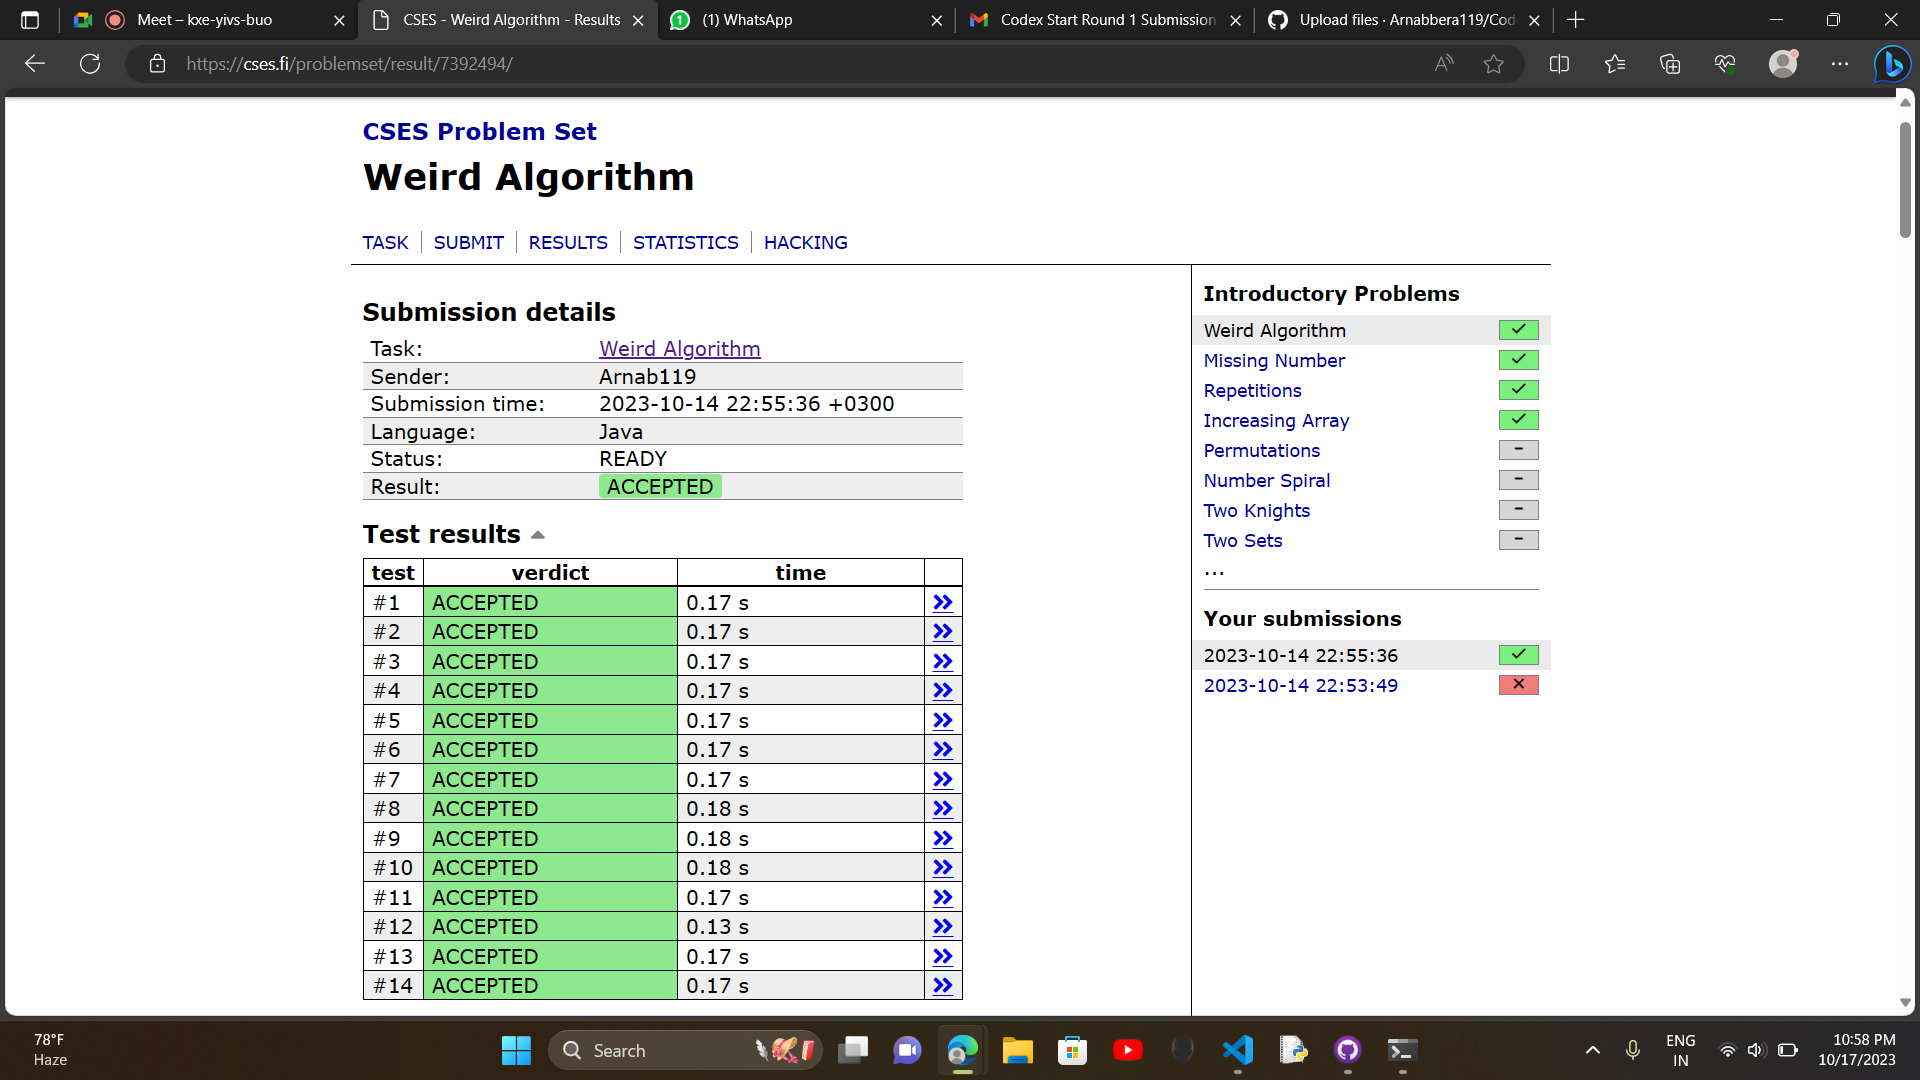 Meet – kxe-yivs-buo
CSES - Weird Algorithm - Results
(1) WhatsApp
Codex Start Round 1 Submission
Upload files · Arnabbera119/Cod
https://cses.fi/problemset/result/7392494/
CSES Problem Set
Weird Algorithm
TASK SUBMIT RESULTS STATISTICS HACKING
Submission details
Task: Weird Algorithm
Sender: Arnab119
Submission time: 2023-10-14 22:55:36 +0300
Language: Java
Status: READY
Result: ACCEPTED
Test results
test verdict time
#1 ACCEPTED 0.17 s
#2 ACCEPTED 0.17 s
#3 ACCEPTED 0.17 s
#4 ACCEPTED 0.17 s
#5 ACCEPTED 0.17 s
#6 ACCEPTED 0.17 s
#7 ACCEPTED 0.17 s
#8 ACCEPTED 0.18 s
#9 ACCEPTED 0.18 s
#10 ACCEPTED 0.18 s
#11 ACCEPTED 0.17 s
#12 ACCEPTED 0.13 s
#13 ACCEPTED 0.17 s
#14 ACCEPTED 0.17 s
Introductory Problems
Weird Algorithm
Missing Number
Repetitions
Increasing Array
Permutations –
Number Spiral –
Two Knights –
Two Sets –
...
Your submissions
2023-10-14 22:55:36
2023-10-14 22:53:49
78°F
Haze
Search
ENG
IN
10:58 PM
10/17/2023